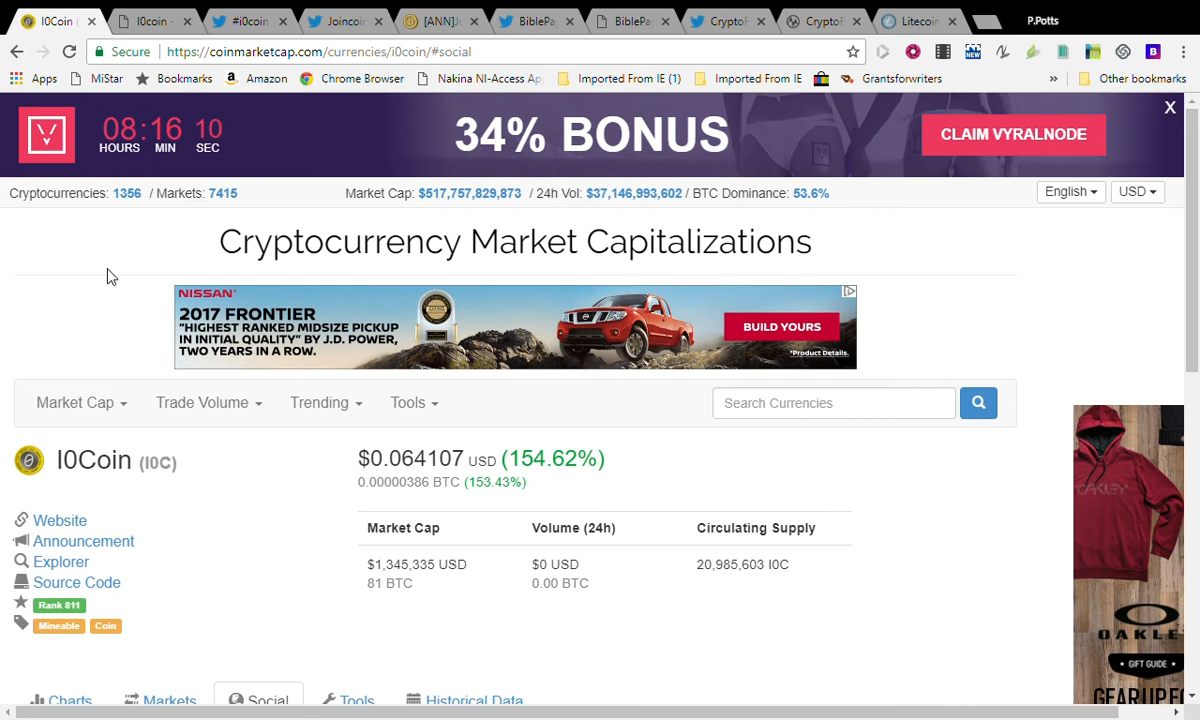 I0Coin (
I0coin -
#i0coin
Joincoin
[ANN]J
BiblePa
BiblePa
CryptoF
CryptoF
Litecoin
P.Potts
Secure
https://coinmarketcap.com/currencies/i0coin/#social
Apps
MiStar
Bookmarks
Amazon
Chrome Browser
Nakina NI-Access Ap
Imported From IE (1)
Imported From IE
Grantsforwriters
»
Other bookmarks
08:16 10
HOURS MIN SEC
34% BONUS
CLAIM VYRALNODE
X
Cryptocurrencies: 1356 / Markets: 7415
Market Cap: $517,757,829,873 / 24h Vol: $37,146,993,602 / BTC Dominance: 53.6%
English
USD
Cryptocurrency Market Capitalizations
NISSAN
2017 FRONTIER
"HIGHEST RANKED MIDSIZE PICKUP
IN INITIAL QUALITY" BY J.D. POWER,
TWO YEARS IN A ROW.
BUILD YOURS
*Product Details.
Market Cap
Trade Volume
Trending
Tools
Search Currencies
I0Coin (I0C)
$0.064107 USD (154.62%)
0.00000386 BTC (153.43%)
Website
Announcement
Explorer
Source Code
Rank 811
Mineable
Coin
Market Cap
Volume (24h)
Circulating Supply
$1,345,335 USD
$0 USD
20,985,603 I0C
81 BTC
0.00 BTC
Charts
Markets
Social
Tools
Historical Data
OAKLEY
OAKLE
GIFT GUIDE
GEAR UP FO